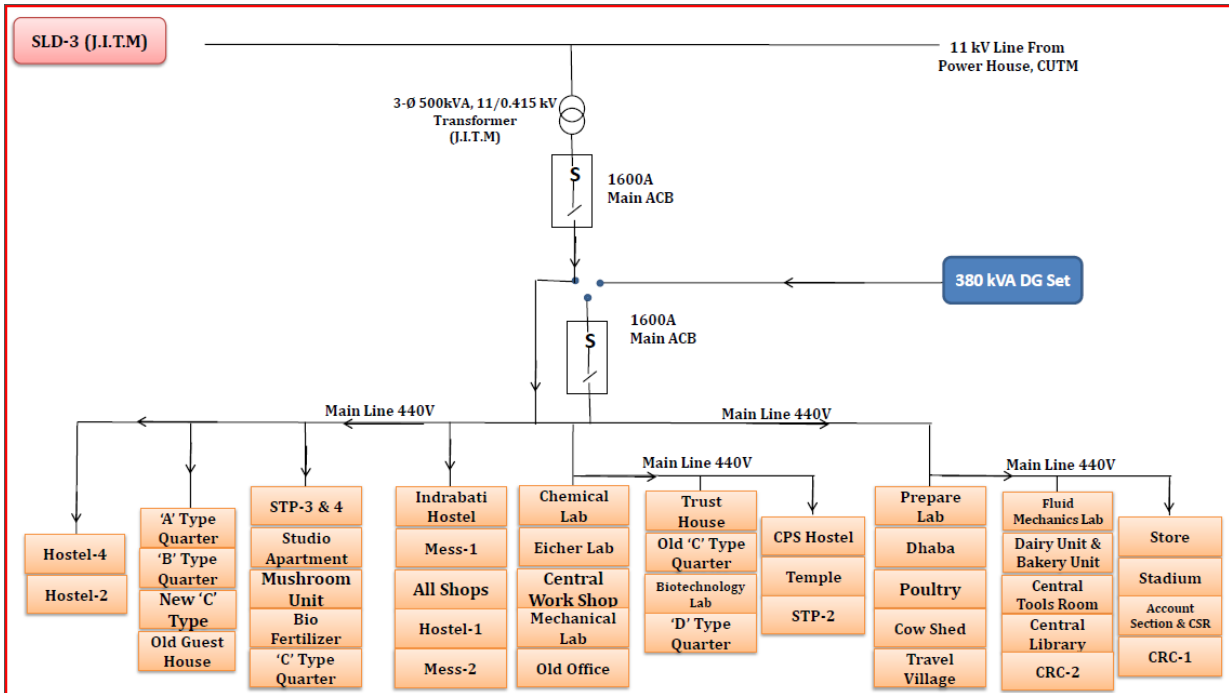 SLD-3 (J.I.T.M)
11 kV Line From
Power House, CUTM
3-Ø 500kVA, 11/0.415 kV
Transformer
(J.I.T.M)
S
1600A
Main ACB
380 kVA DG Set
1600A
Main ACB
S
Main Line 440V
Main Line 440V
Main Line 440V
Main Line 440V
Hostel-4
Hostel-2
'A' Type
Quarter
'B' Type
Quarter
New 'C'
Type
Old Guest
House
STP-3 & 4
Studio
Apartment
Mushroom
Unit
Bio
Fertilizer
'C' Type
Quarter
Indrabati
Hostel
Mess-1
All Shops
Hostel-1
Mess-2
Chemical
Lab
Eicher Lab
Central
Work Shop
Mechanical
Lab
Old Office
Trust
House
Old 'C' Type
Quarter
Biotechnology
Lab
'D' Type
Quarter
CPS Hostel
Temple
STP-2
Prepare
Lab
Dhaba
Poultry
Cow Shed
Travel
Village
Fluid
Mechanics Lab
Dairy Unit &
Bakery Unit
Central
Tools Room
Central
Library
CRC-2
Store
Stadium
Account
Section & CSR
CRC-1